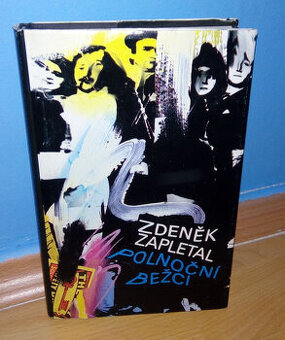 ZDENĚK
ZAPLETAL
PŮLNOČNÍ
BĚŽCI